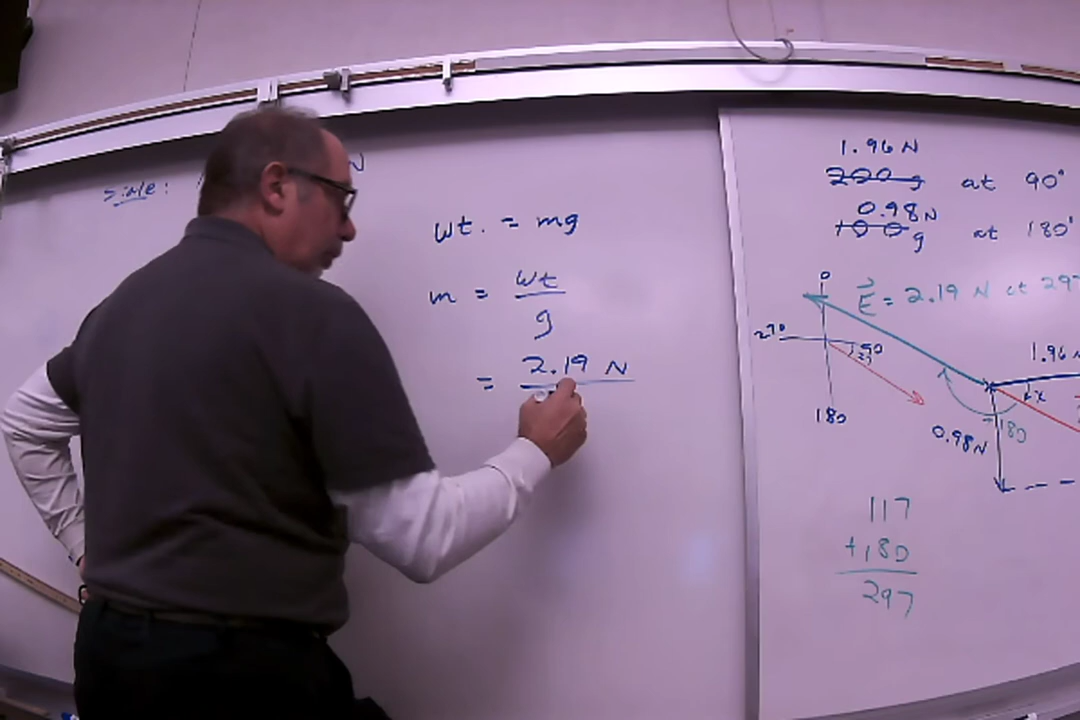 wt. = mg
m = wt
g
= 2.19 N
1.96 N
200 g at 90°
0.98 N
100 g at 180°
0
E = 2.19 N at 297
270
90
27
180
1.96
x
180
0.98 N
117
+180
297